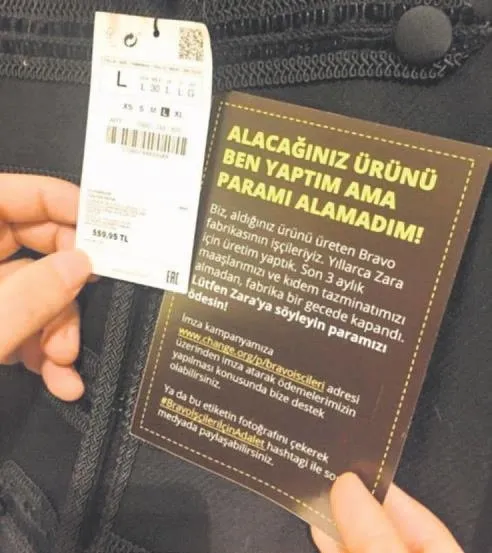 L
XS S M L XL
559,95 TL
EAC
ALACAĞINIZ ÜRÜNÜ
BEN YAPTIM AMA
PARAMI ALAMADIM!
Biz, aldığınız ürünü üreten Bravo
fabrikasının işçileriyiz. Yıllarca Zara
için üretim yaptık. Son 3 aylık
maaşlarımızı ve kıdem tazminatımızı
almadan, fabrika bir gecede kapandı.
Lütfen Zara'ya söyleyin paramızı
ödesin!
İmza kampanyamıza
www.change.org/p/bravoiscileri adresi
üzerinden imza atarak ödemelerimizin
yapılması konusunda bize destek
olabilirsiniz.
Ya da bu etiketin fotoğrafını çekerek
#BravoİşçileriİçinAdalet hashtagi ile
medyada paylaşabilirsiniz.